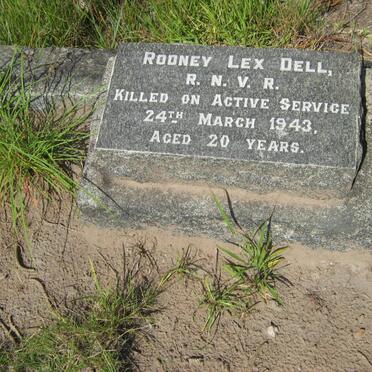 Rodney Lex Dell,
R. N. V. R.
Killed on Active Service
24TH March 1943,
Aged 20 years.